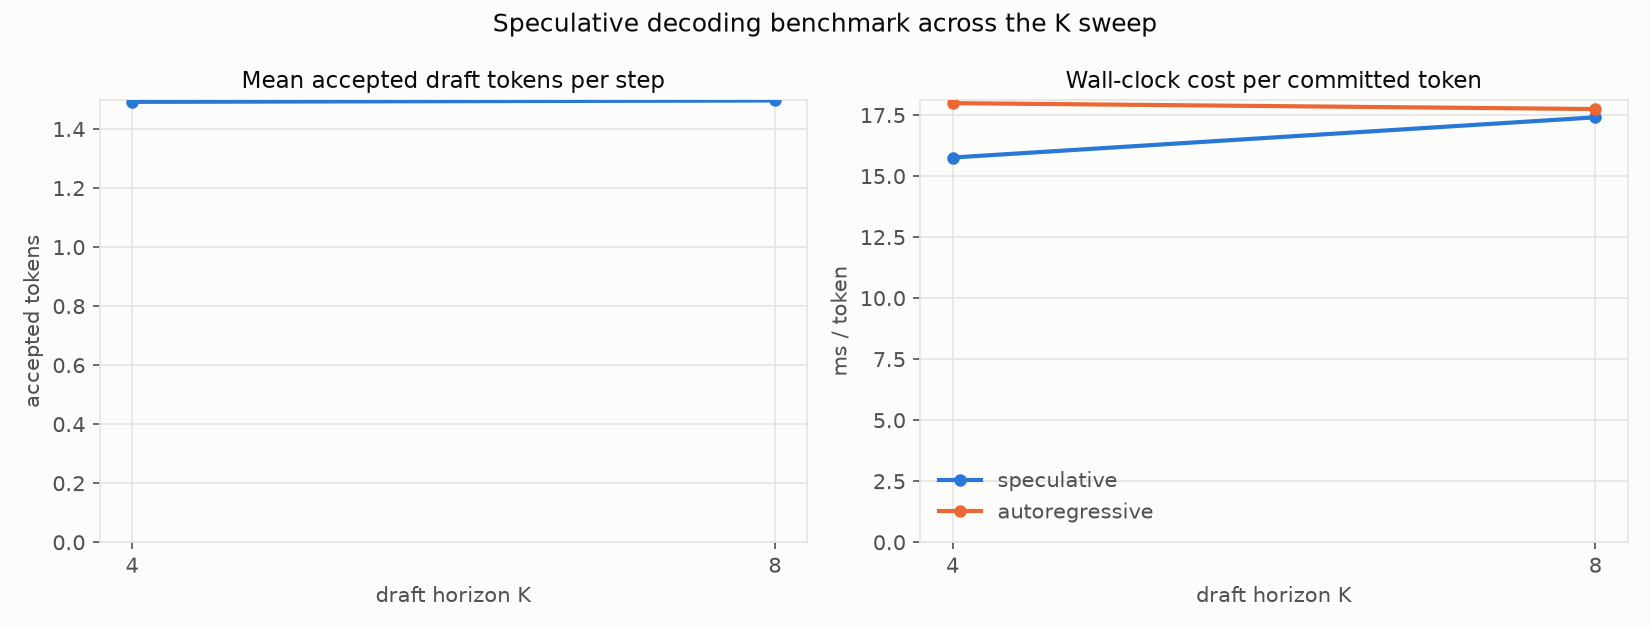 Speculative decoding benchmark across the K sweep
Mean accepted draft tokens per step
accepted tokens
1.4
1.2
1.0
0.8
0.6
0.4
0.2
0.0
4
8
draft horizon K
Wall-clock cost per committed token
ms / token
17.5
15.0
12.5
10.0
7.5
5.0
2.5
0.0
speculative
autoregressive
4
8
draft horizon K